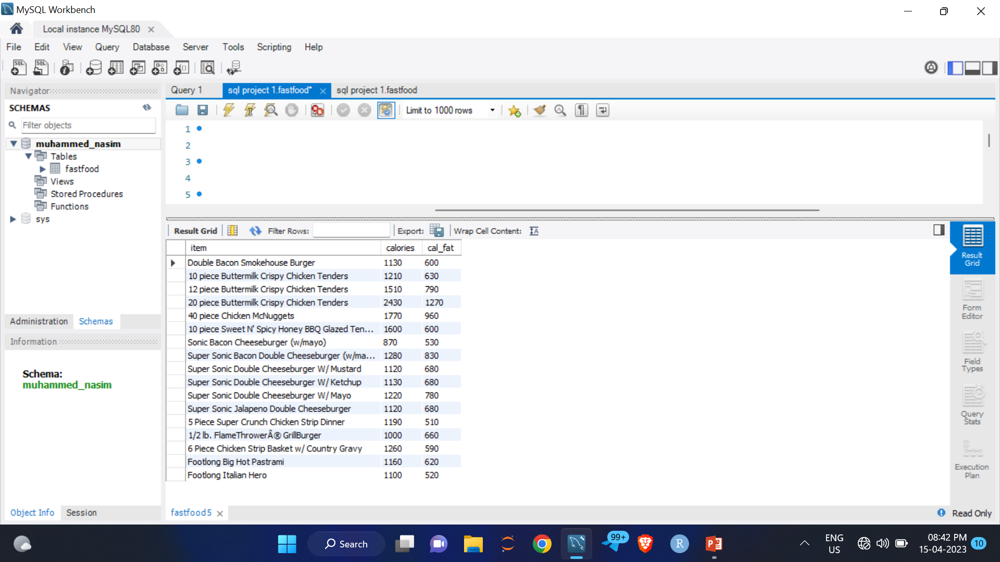 MySQL Workbench
Local instance MySQL80
File Edit View Query Database Server Tools Scripting Help
Navigator
SCHEMAS
Filter objects
muhammed_nasim
Tables
fastfood
Views
Stored Procedures
Functions
sys
Administration Schemas
Information
Schema:
muhammed_nasim
Object Info Session
Query 1 sql project 1.fastfood* sql project 1.fastfood
Limit to 1000 rows
1
2
3
4
5
Result Grid Filter Rows: Export: Wrap Cell Content:
item calories cal_fat
Double Bacon Smokehouse Burger 1130 600
10 piece Buttermilk Crispy Chicken Tenders 1210 630
12 piece Buttermilk Crispy Chicken Tenders 1510 790
20 piece Buttermilk Crispy Chicken Tenders 2430 1270
40 piece Chicken McNuggets 1770 960
10 piece Sweet N' Spicy Honey BBQ Glazed Ten... 1600 600
Sonic Bacon Cheeseburger (w/mayo) 870 530
Super Sonic Bacon Double Cheeseburger (w/ma... 1280 830
Super Sonic Double Cheeseburger W/ Mustard 1120 680
Super Sonic Double Cheeseburger W/ Ketchup 1130 680
Super Sonic Double Cheeseburger W/ Mayo 1220 780
Super Sonic Jalapeno Double Cheeseburger 1120 680
5 Piece Super Crunch Chicken Strip Dinner 1190 510
1/2 lb. FlameThrowerÂ® GrillBurger 1000 660
6 Piece Chicken Strip Basket w/ Country Gravy 1260 590
Footlong Big Hot Pastrami 1160 620
Footlong Italian Hero 1100 520
Result
Grid
Form
Editor
Field
Types
Query
Stats
Execution
Plan
fastfood 5
Read Only
Search
99+
R
P
ENG
US
08:42 PM
15-04-2023
10